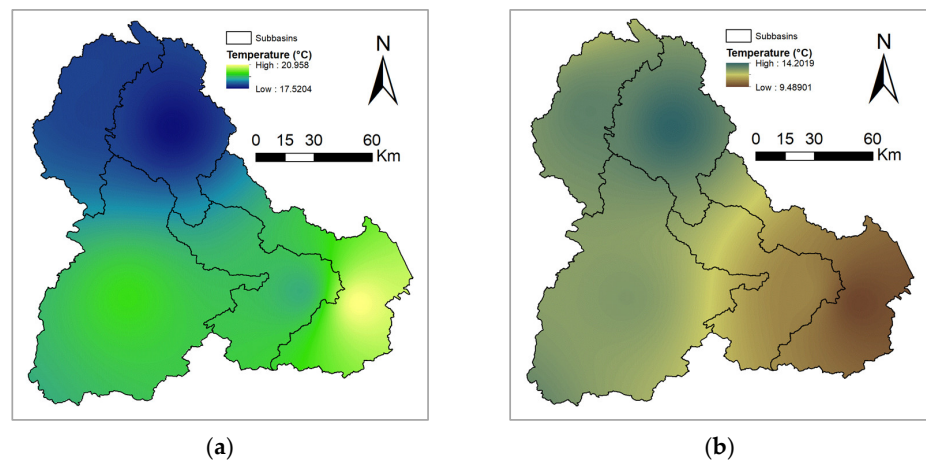 Subbasins
Temperature (°C)
High : 20.958
Low : 17.5204
N
0 15 30 60
Km
(a)
Subbasins
Temperature (°C)
High : 14.2019
Low : 9.48901
N
0 15 30 60
Km
(b)